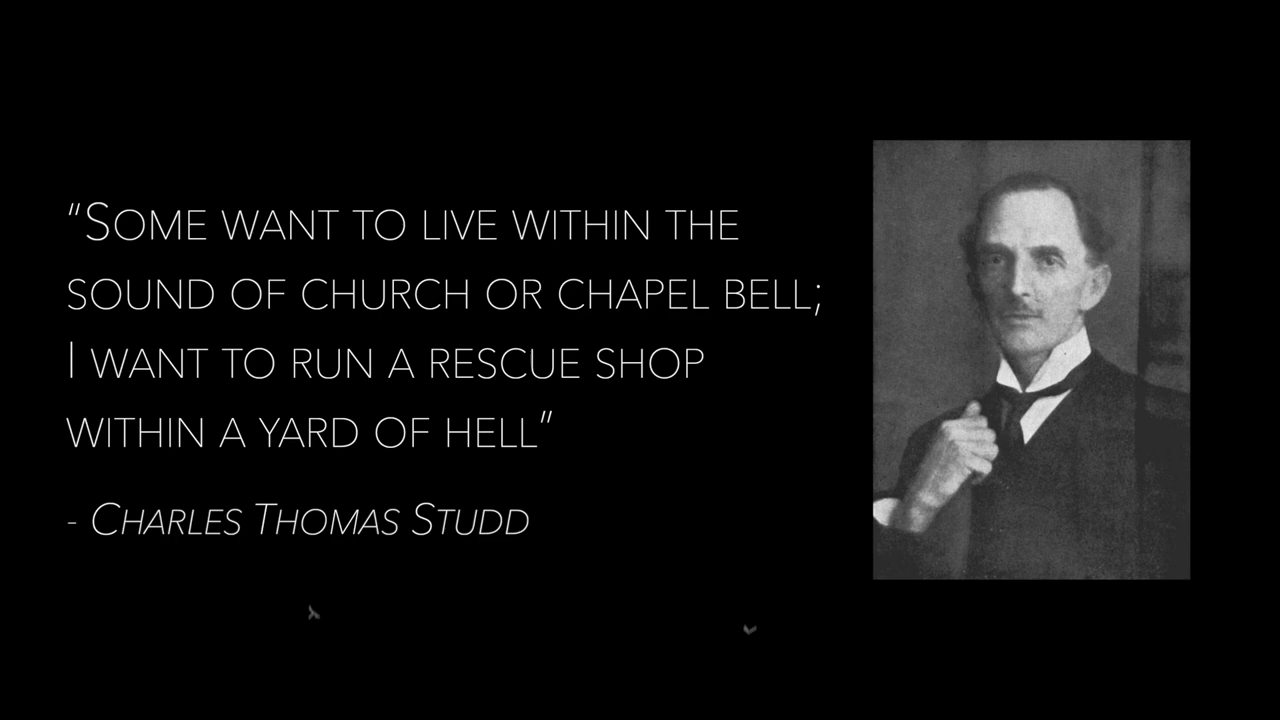 “Some want to live within the
sound of church or chapel bell;
I want to run a rescue shop
within a yard of hell”
- Charles Thomas Studd